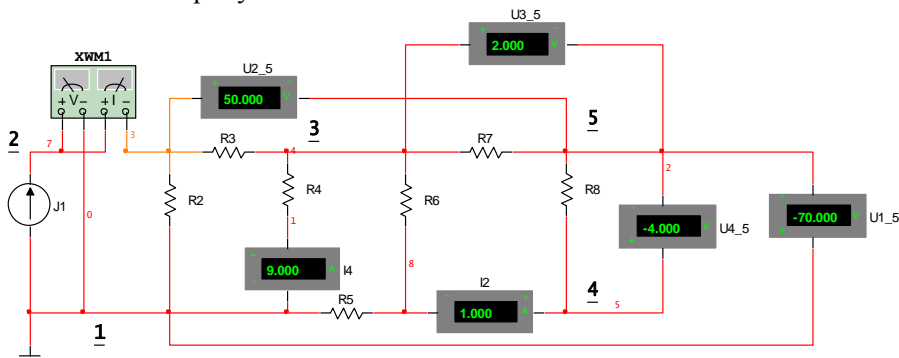 U3_5
2.000 V
XWM1
V I
U2_5
50.000 V
2
7
3
R3
3
4
R7
5
J1
0
R2
R4
R6
R8
2
1
-4.000 V
U4_5
-70.000 V
U1_5
9.000 A
I4
8
R5
I2
1.000 A
4
5
1